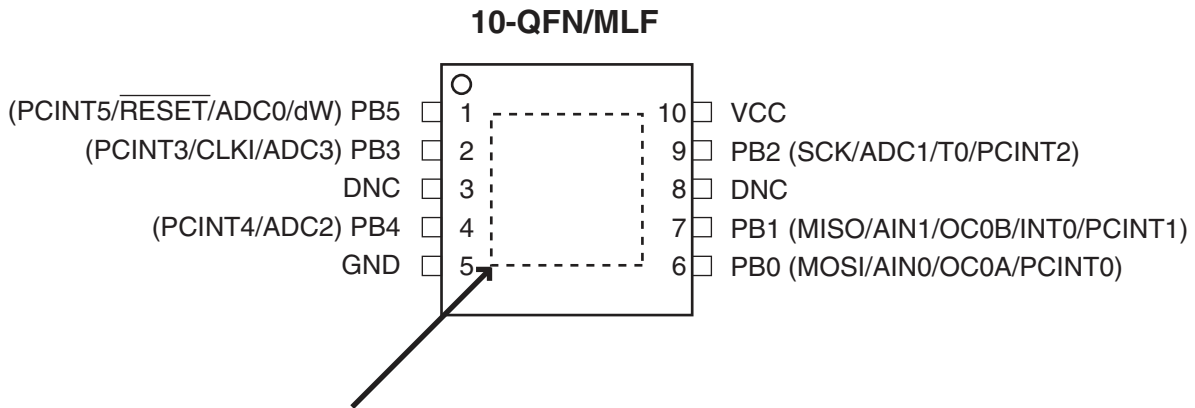 10-QFN/MLF
(PCINT5/RESET/ADC0/dW) PB5 1 10 VCC
(PCINT3/CLKI/ADC3) PB3 2 9 PB2 (SCK/ADC1/T0/PCINT2)
DNC 3 8 DNC
(PCINT4/ADC2) PB4 4 7 PB1 (MISO/AIN1/OC0B/INT0/PCINT1)
GND 5 6 PB0 (MOSI/AIN0/OC0A/PCINT0)